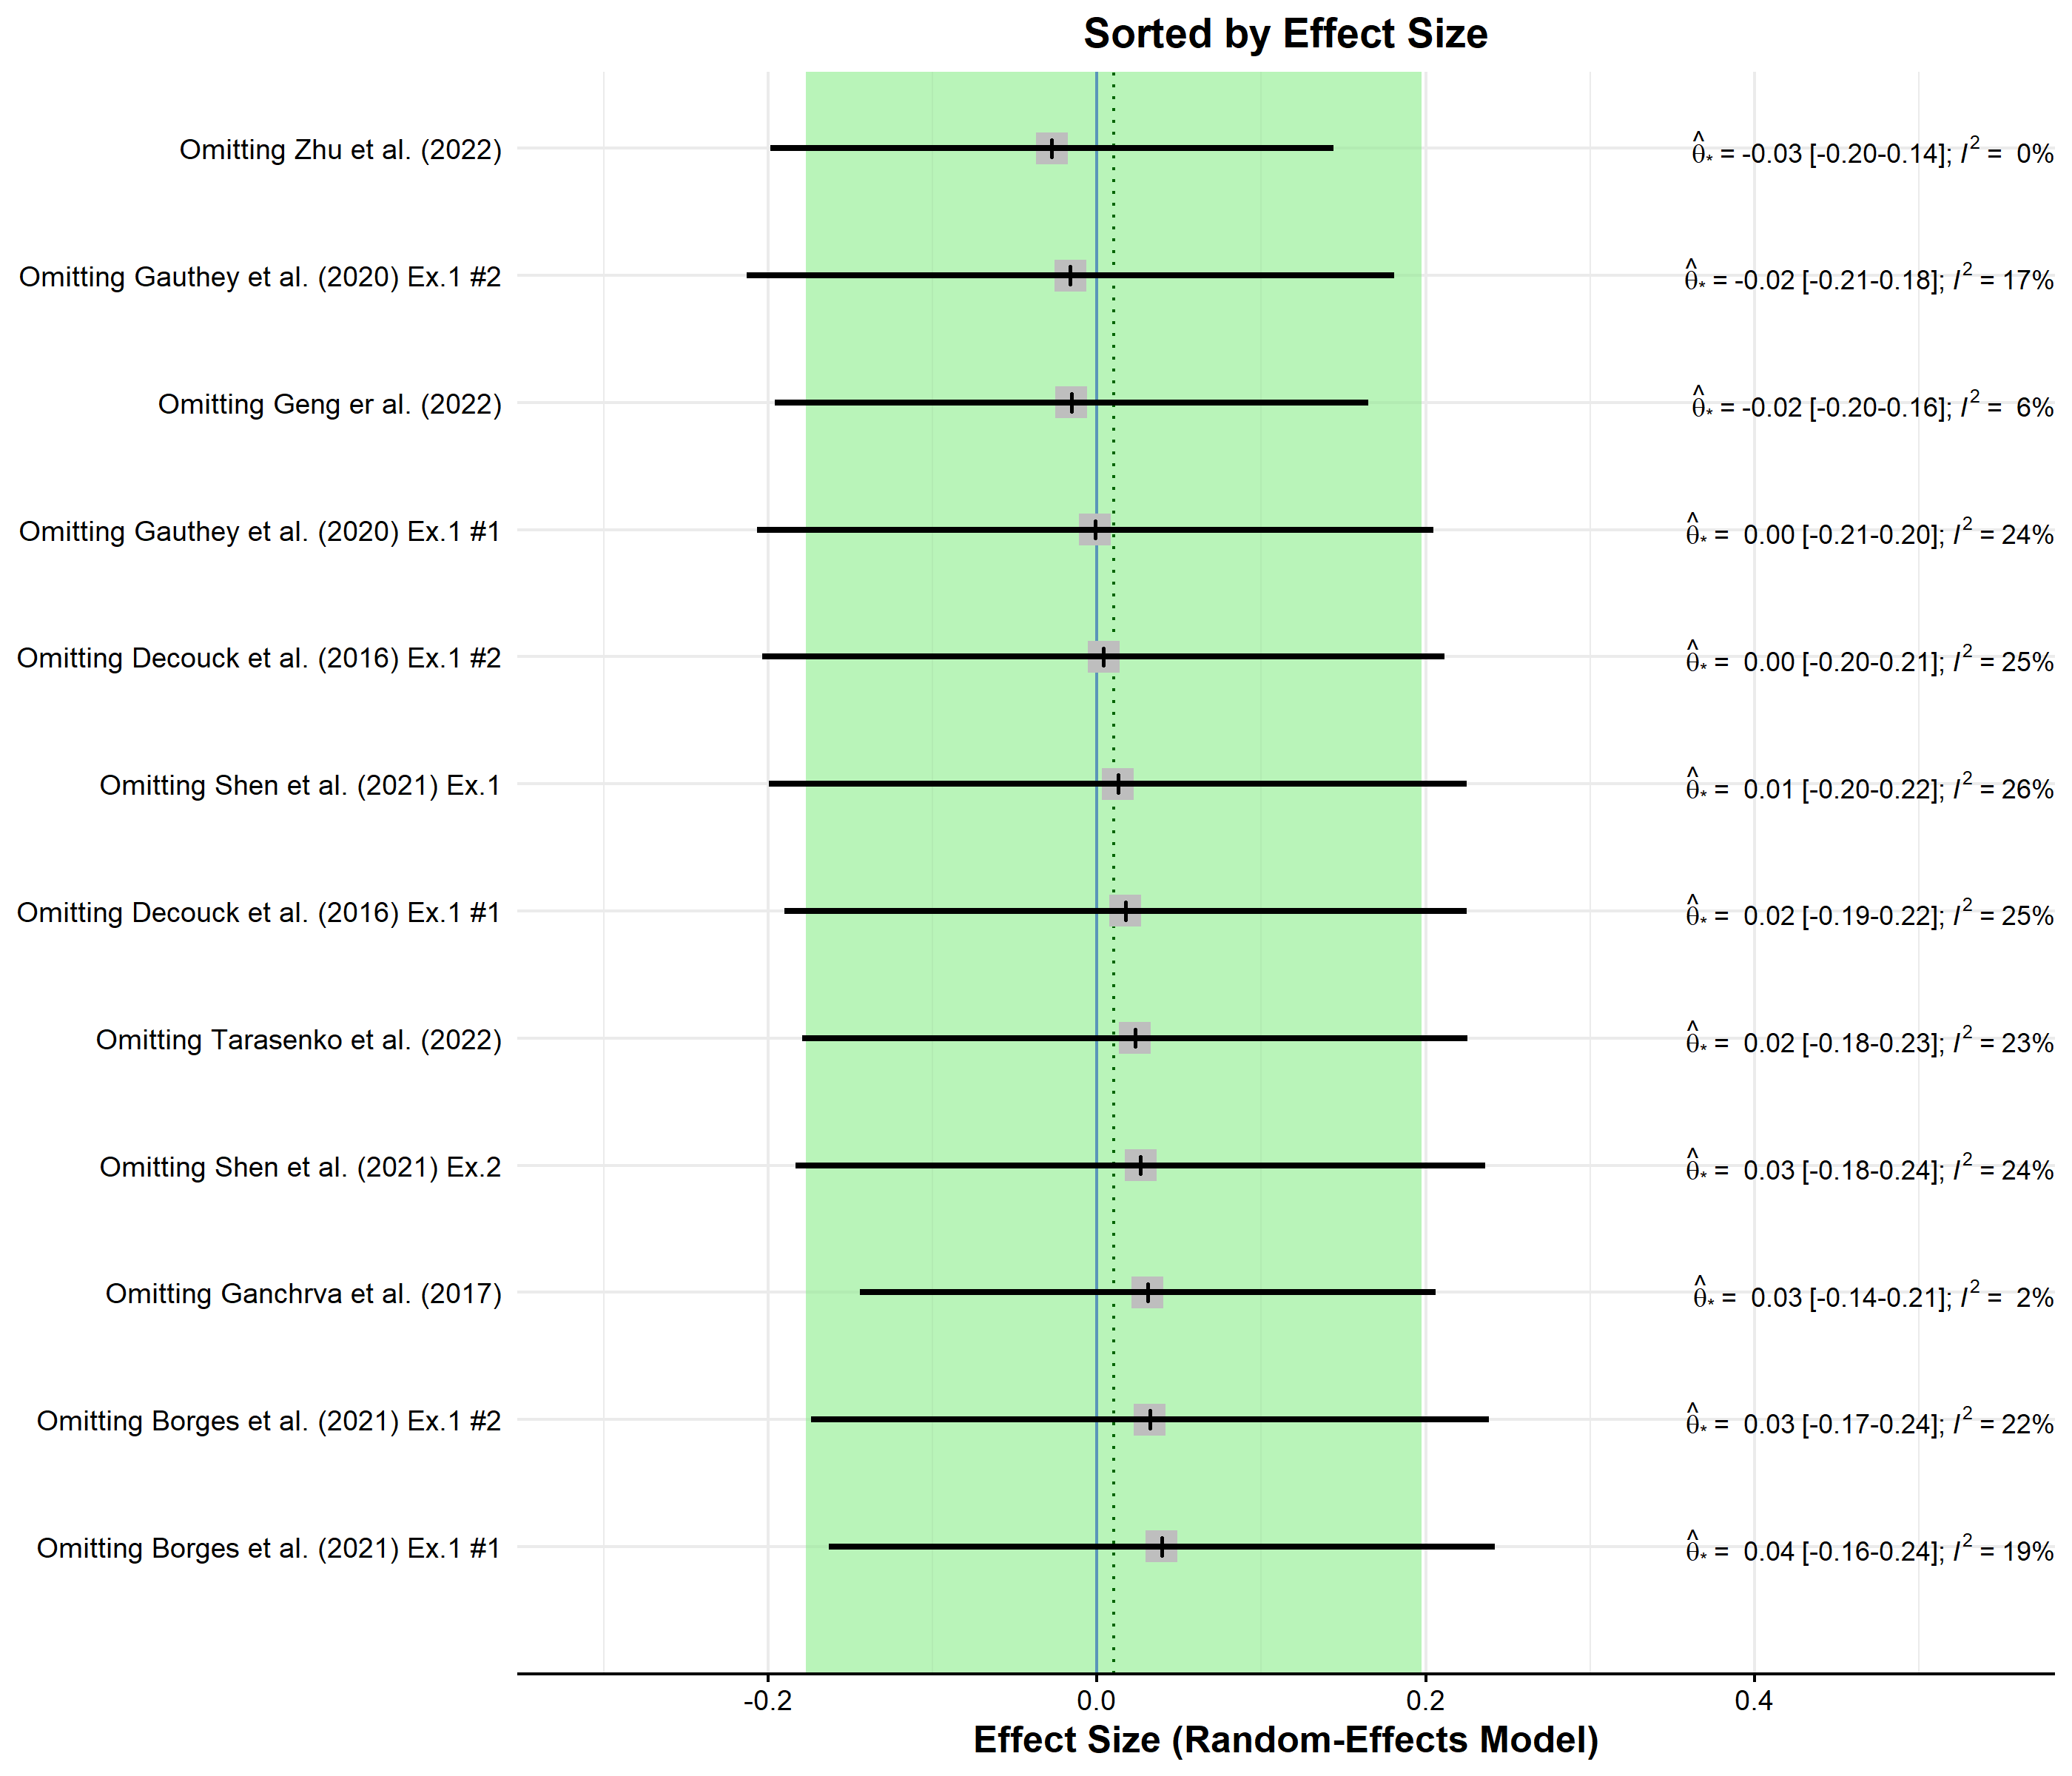 Sorted by Effect Size
Omitting Zhu et al. (2022) θ̂* = -0.03 [-0.20-0.14]; I² = 0%
Omitting Gauthey et al. (2020) Ex.1 #2 θ̂* = -0.02 [-0.21-0.18]; I² = 17%
Omitting Geng er al. (2022) θ̂* = -0.02 [-0.20-0.16]; I² = 6%
Omitting Gauthey et al. (2020) Ex.1 #1 θ̂* = 0.00 [-0.21-0.20]; I² = 24%
Omitting Decouck et al. (2016) Ex.1 #2 θ̂* = 0.00 [-0.20-0.21]; I² = 25%
Omitting Shen et al. (2021) Ex.1 θ̂* = 0.01 [-0.20-0.22]; I² = 26%
Omitting Decouck et al. (2016) Ex.1 #1 θ̂* = 0.02 [-0.19-0.22]; I² = 25%
Omitting Tarasenko et al. (2022) θ̂* = 0.02 [-0.18-0.23]; I² = 23%
Omitting Shen et al. (2021) Ex.2 θ̂* = 0.03 [-0.18-0.24]; I² = 24%
Omitting Ganchrva et al. (2017) θ̂* = 0.03 [-0.14-0.21]; I² = 2%
Omitting Borges et al. (2021) Ex.1 #2 θ̂* = 0.03 [-0.17-0.24]; I² = 22%
Omitting Borges et al. (2021) Ex.1 #1 θ̂* = 0.04 [-0.16-0.24]; I² = 19%
-0.2 0.0 0.2 0.4
Effect Size (Random-Effects Model)